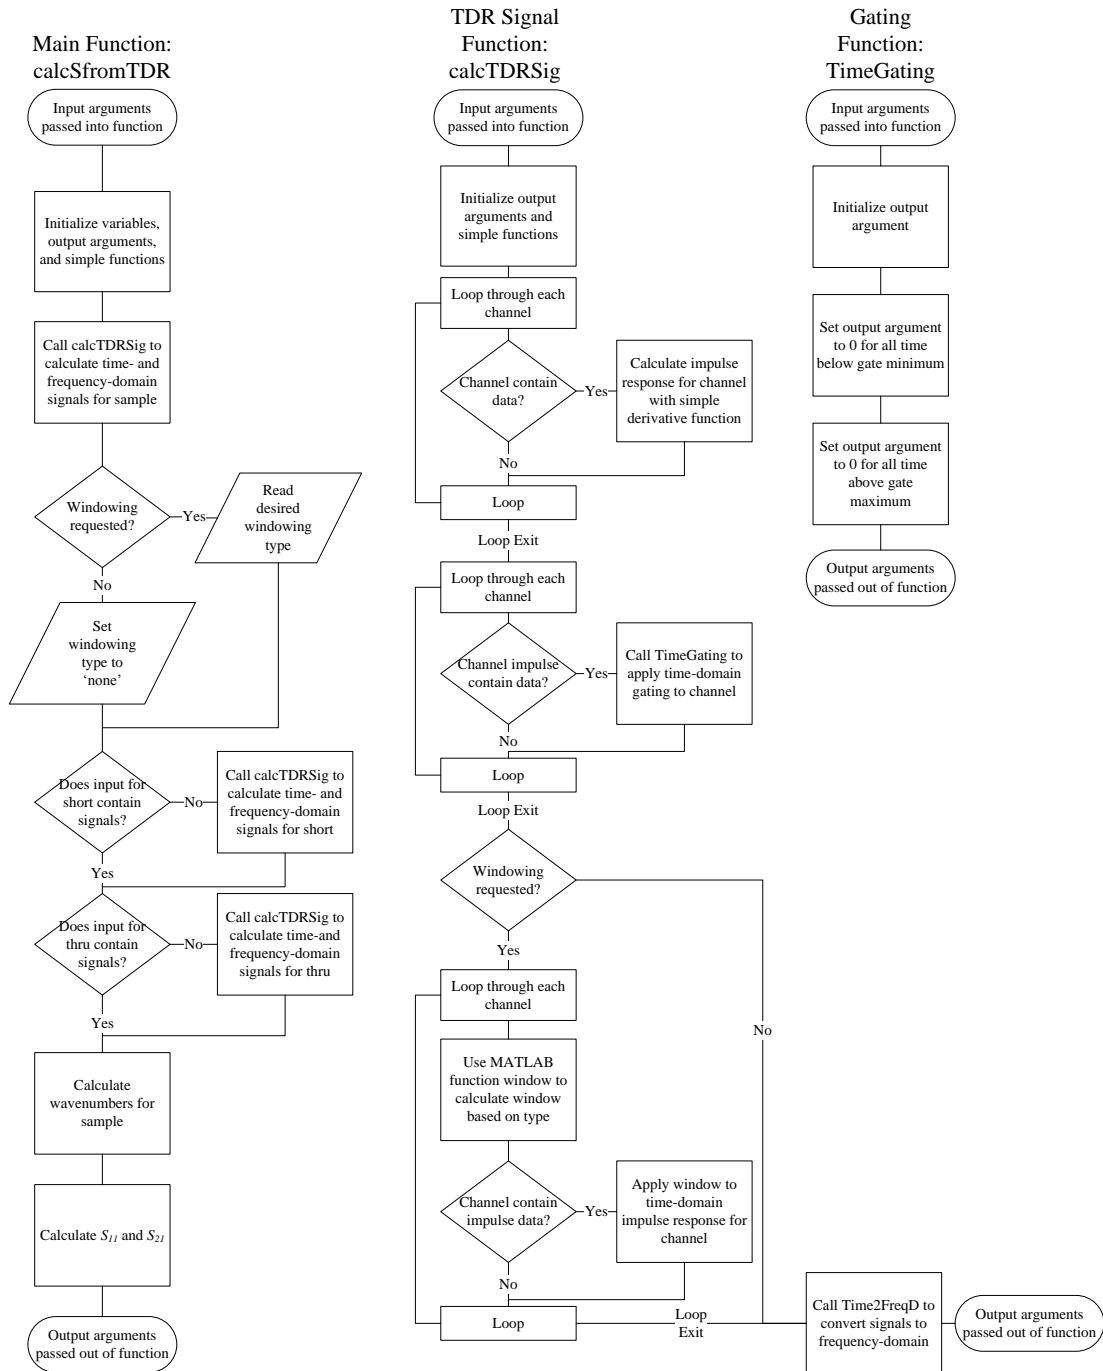 Main Function:
calcSfromTDR
Input arguments
passed into function
Initialize variables,
output arguments,
and simple functions
Call calcTDRSig to
calculate time- and
frequency-domain
signals for sample
Windowing
requested?
Yes
Read
desired
windowing
type
No
Set
windowing
type to
‘none’
Does input for
short contain
signals?
No
Call calcTDRSig to
calculate time- and
frequency-domain
signals for short
Yes
Does input for
thru contain
signals?
No
Call calcTDRSig to
calculate time-and
frequency-domain
signals for thru
Yes
Calculate
wavenumbers for
sample
Calculate S11 and S21
Output arguments
passed out of function
TDR Signal
Function:
calcTDRSig
Input arguments
passed into function
Initialize output
arguments and
simple functions
Loop through each
channel
Channel contain
data?
Yes
Calculate impulse
response for channel
with simple
derivative function
No
Loop
Loop Exit
Loop through each
channel
Channel impulse
contain data?
Yes
Call TimeGating to
apply time-domain
gating to channel
No
Loop
Loop Exit
Windowing
requested?
Yes
No
Loop through each
channel
Use MATLAB
function window to
calculate window
based on type
Channel contain
impulse data?
Yes
Apply window to
time-domain
impulse response for
channel
No
Loop
Loop
Exit
Call Time2FreqD to
convert signals to
frequency-domain
Output arguments
passed out of function
Gating
Function:
TimeGating
Input arguments
passed into function
Initialize output
argument
Set output argument
to 0 for all time
below gate minimum
Set output argument
to 0 for all time
above gate
maximum
Output arguments
passed out of function